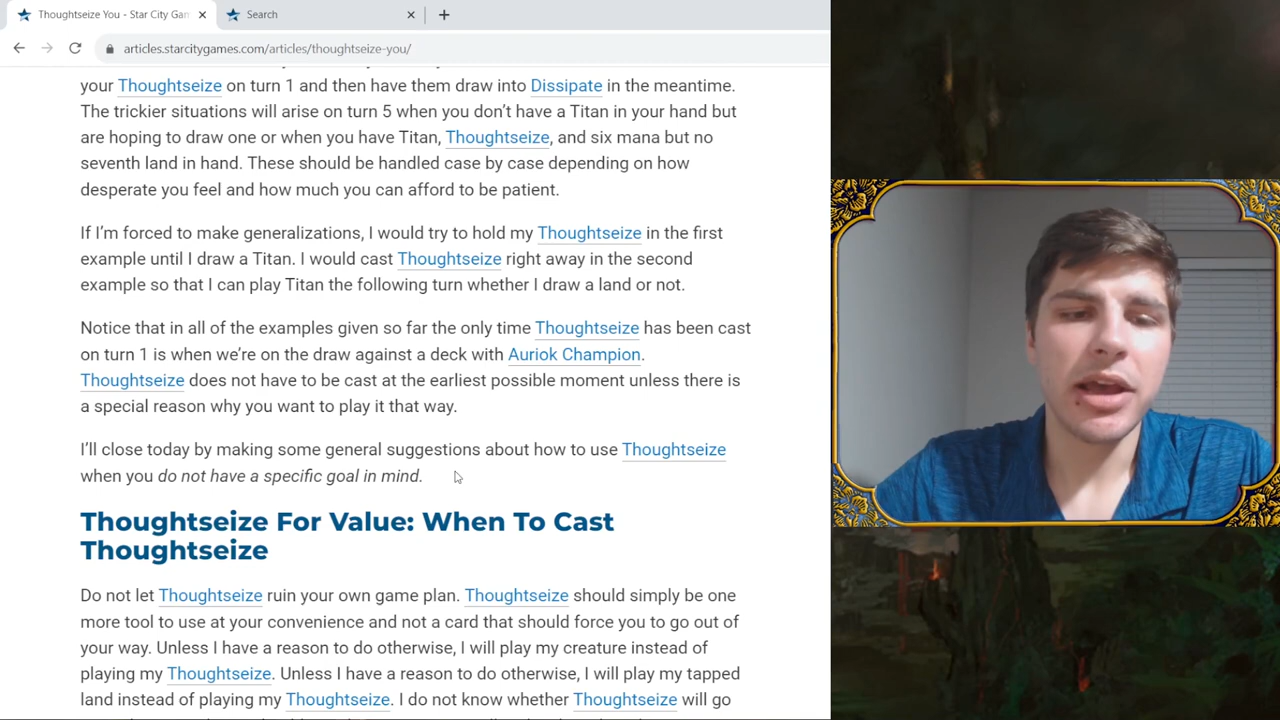 Thoughtseize You - Star City Gam
Search
articles.starcitygames.com/articles/thoughtseize-you/
your Thoughtseize on turn 1 and then have them draw into Dissipate in the meantime.
The trickier situations will arise on turn 5 when you don’t have a Titan in your hand but
are hoping to draw one or when you have Titan, Thoughtseize, and six mana but no
seventh land in hand. These should be handled case by case depending on how
desperate you feel and how much you can afford to be patient.
If I’m forced to make generalizations, I would try to hold my Thoughtseize in the first
example until I draw a Titan. I would cast Thoughtseize right away in the second
example so that I can play Titan the following turn whether I draw a land or not.
Notice that in all of the examples given so far the only time Thoughtseize has been cast
on turn 1 is when we’re on the draw against a deck with Auriok Champion.
Thoughtseize does not have to be cast at the earliest possible moment unless there is
a special reason why you want to play it that way.
I’ll close today by making some general suggestions about how to use Thoughtseize
when you do not have a specific goal in mind.
Thoughtseize For Value: When To Cast
Thoughtseize
Do not let Thoughtseize ruin your own game plan. Thoughtseize should simply be one
more tool to use at your convenience and not a card that should force you to go out of
your way. Unless I have a reason to do otherwise, I will play my creature instead of
playing my Thoughtseize. Unless I have a reason to do otherwise, I will play my tapped
land instead of playing my Thoughtseize. I do not know whether Thoughtseize will go